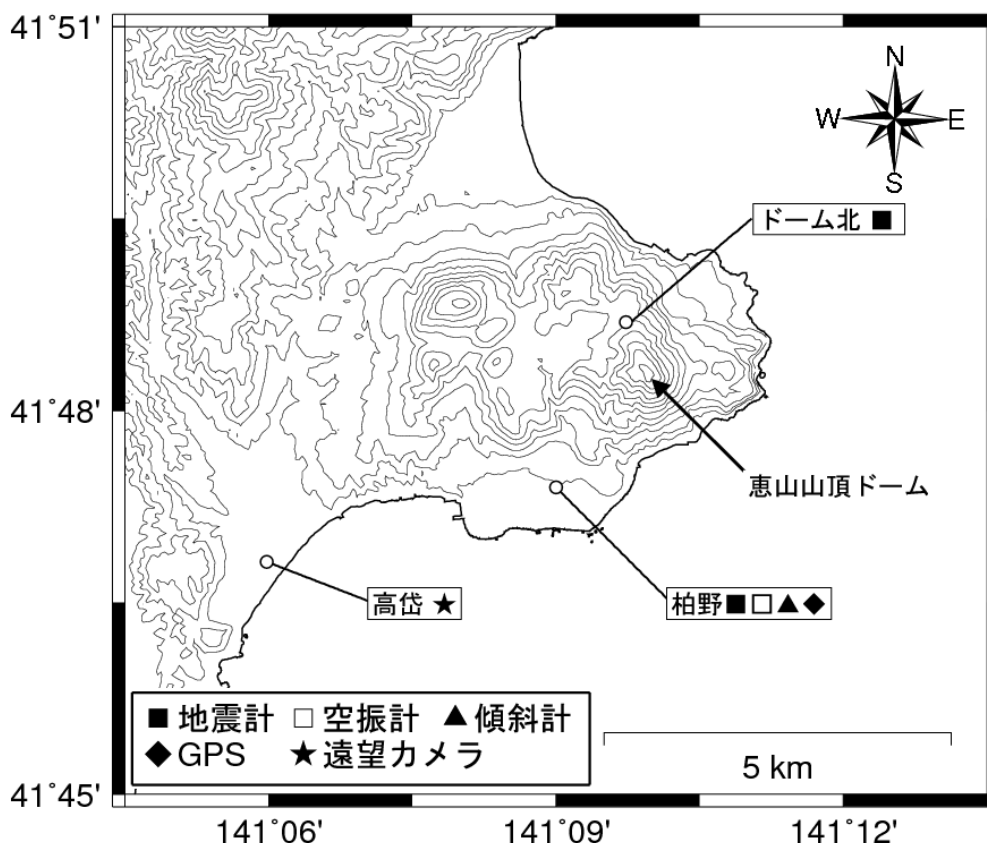 41°51'
N
W E
S
ドーム北 ■
41°48'
恵山山頂ドーム
高岱 ★
柏野■□▲◆
■ 地震計 □ 空振計 ▲ 傾斜計
◆ GPS ★ 遠望カメラ
5 km
41°45'
141°06' 141°09' 141°12'